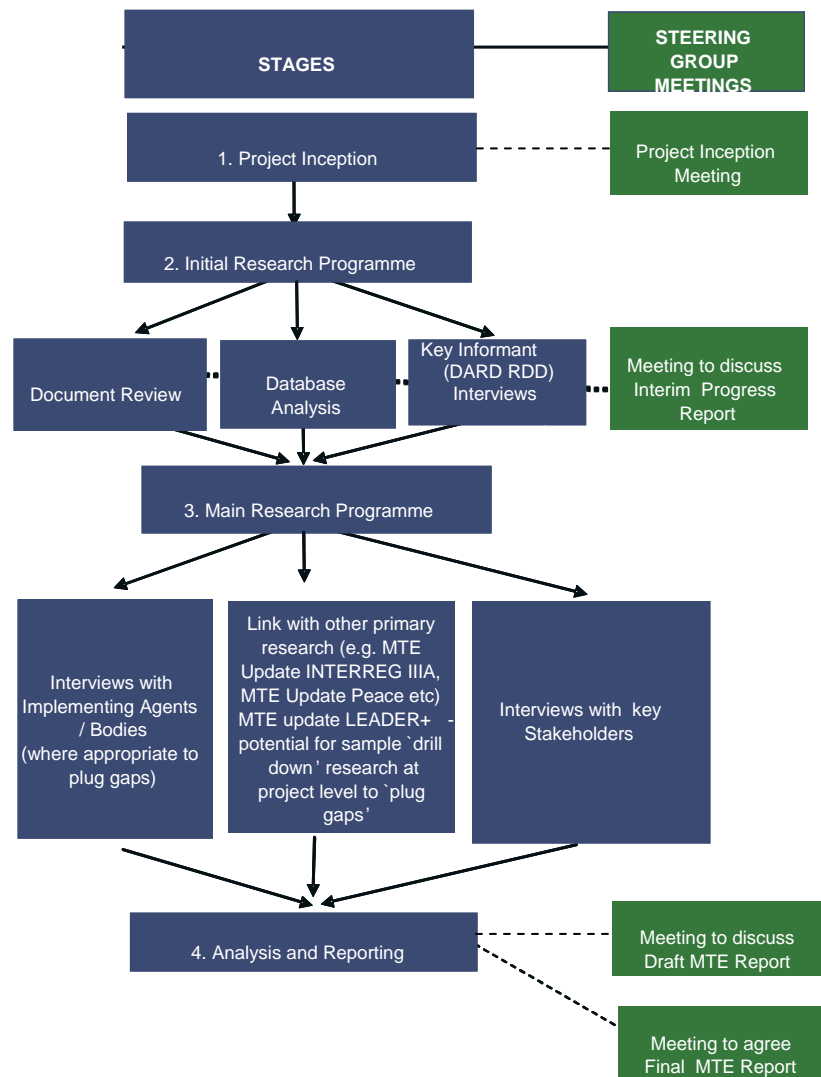 STAGES
STEERING
GROUP
MEETINGS
1. Project Inception
Project Inception
Meeting
2. Initial Research Programme
Document Review
Database
Analysis
Key Informant
(DARD RDD)
Interviews
Meeting to discuss
Interim Progress
Report
3. Main Research Programme
Interviews with
Implementing Agents
/ Bodies
(where appropriate to
plug gaps)
Link with other primary
research (e.g. MTE
Update INTERREG IIIA,
MTE Update Peace etc)
MTE update LEADER+ -
potential for sample `drill
down’ research at
project level to `plug
gaps’
Interviews with key
Stakeholders
4. Analysis and Reporting
Meeting to discuss
Draft MTE Report
Meeting to agree
Final MTE Report